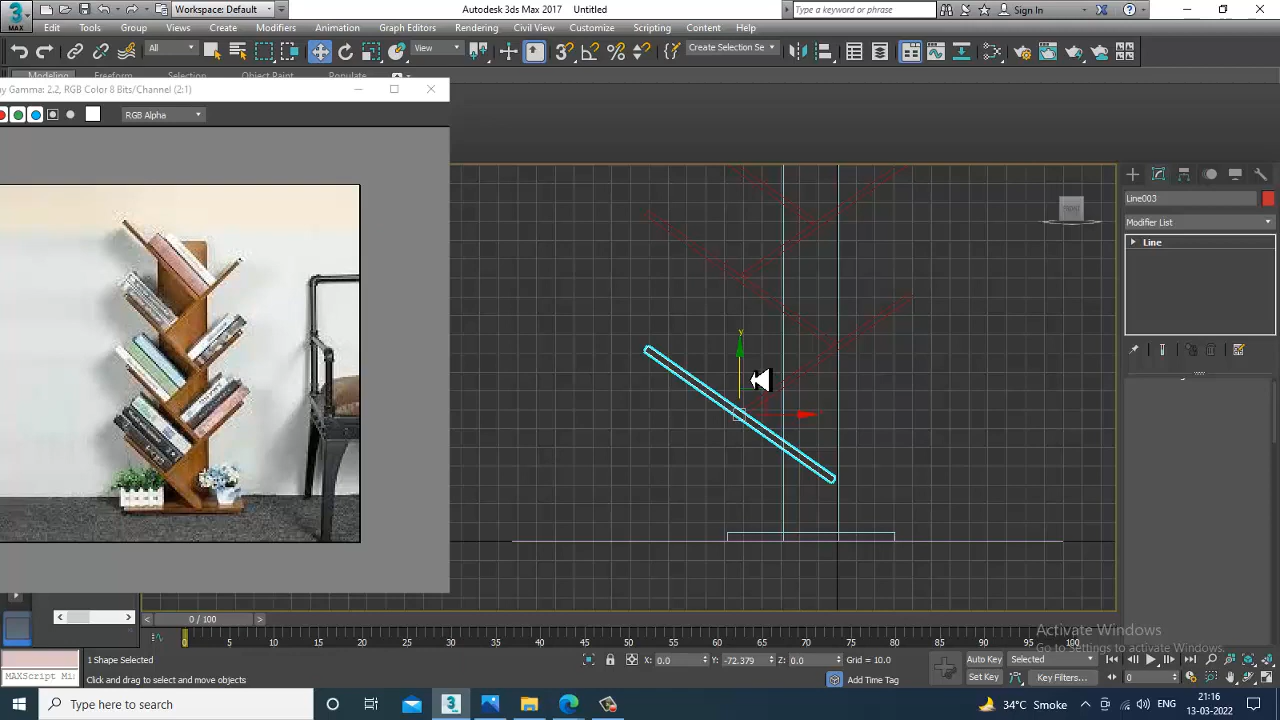 MAX
Workspace: Default
Autodesk 3ds Max 2017 Untitled
Type a keyword or phrase
Sign In
Edit Tools Group Views Create Modifiers Animation Graph Editors Rendering Civil View Customize Scripting Content Help
All
View
Create Selection Se
Modeling Freeform Selection Object Paint Populate
y Gamma: 2.2, RGB Color 8 Bits/Channel (2:1)
RGB Alpha
FRONT
y
Line003
Modifier List
Line
0 / 100
0 5 10 15 20 25 30 35 40 45 50 55 60 65 70 75 80 85 90 95 100
Activate Windows
Go to Settings to activate Windows.
1 Shape Selected
X: 0.0 Y: -72.379 Z: 0.0 Grid = 10.0
Auto Key Selected
MAXScript Mi:
Click and drag to select and move objects
Add Time Tag
Set Key Key Filters... 0
Type here to search
34°C Smoke
ENG
21:16
13-03-2022